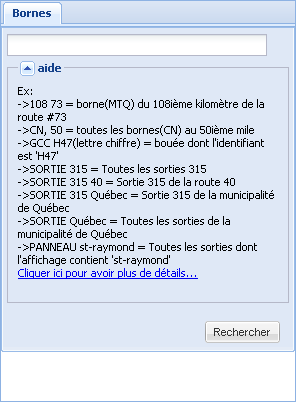 Bornes
aide
Ex:
->108 73 = borne(MTQ) du 108ième kilomètre de la
route #73
->CN, 50 = toutes les bornes(CN) au 50ième mile
->GCC H47(lettre chiffre) = bouée dont l'identifiant
est 'H47'
->SORTIE 315 = Toutes les sorties 315
->SORTIE 315 40 = Sortie 315 de la route 40
->SORTIE 315 Québec = Sortie 315 de la municipalité
de Québec
->SORTIE Québec = Toutes les sorties de la
municipalité de Québec
->PANNEAU st-raymond = Toutes les sorties dont
l'affichage contient 'st-raymond'
Cliquer ici pour avoir plus de détails...
Rechercher